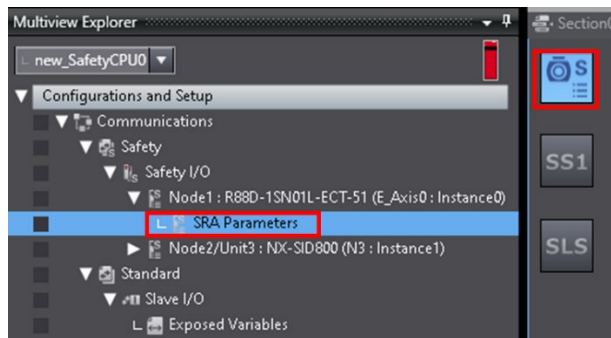 Multiview Explorer
Section0
new_SafetyCPU0
S
Configurations and Setup
Communications
Safety
Safety I/O
SS1
Node1 : R88D-1SN01L-ECT-51 (E_Axis0 : Instance0)
SRA Parameters
Node2/Unit3 : NX-SID800 (N3 : Instance1)
SLS
Standard
Slave I/O
Exposed Variables